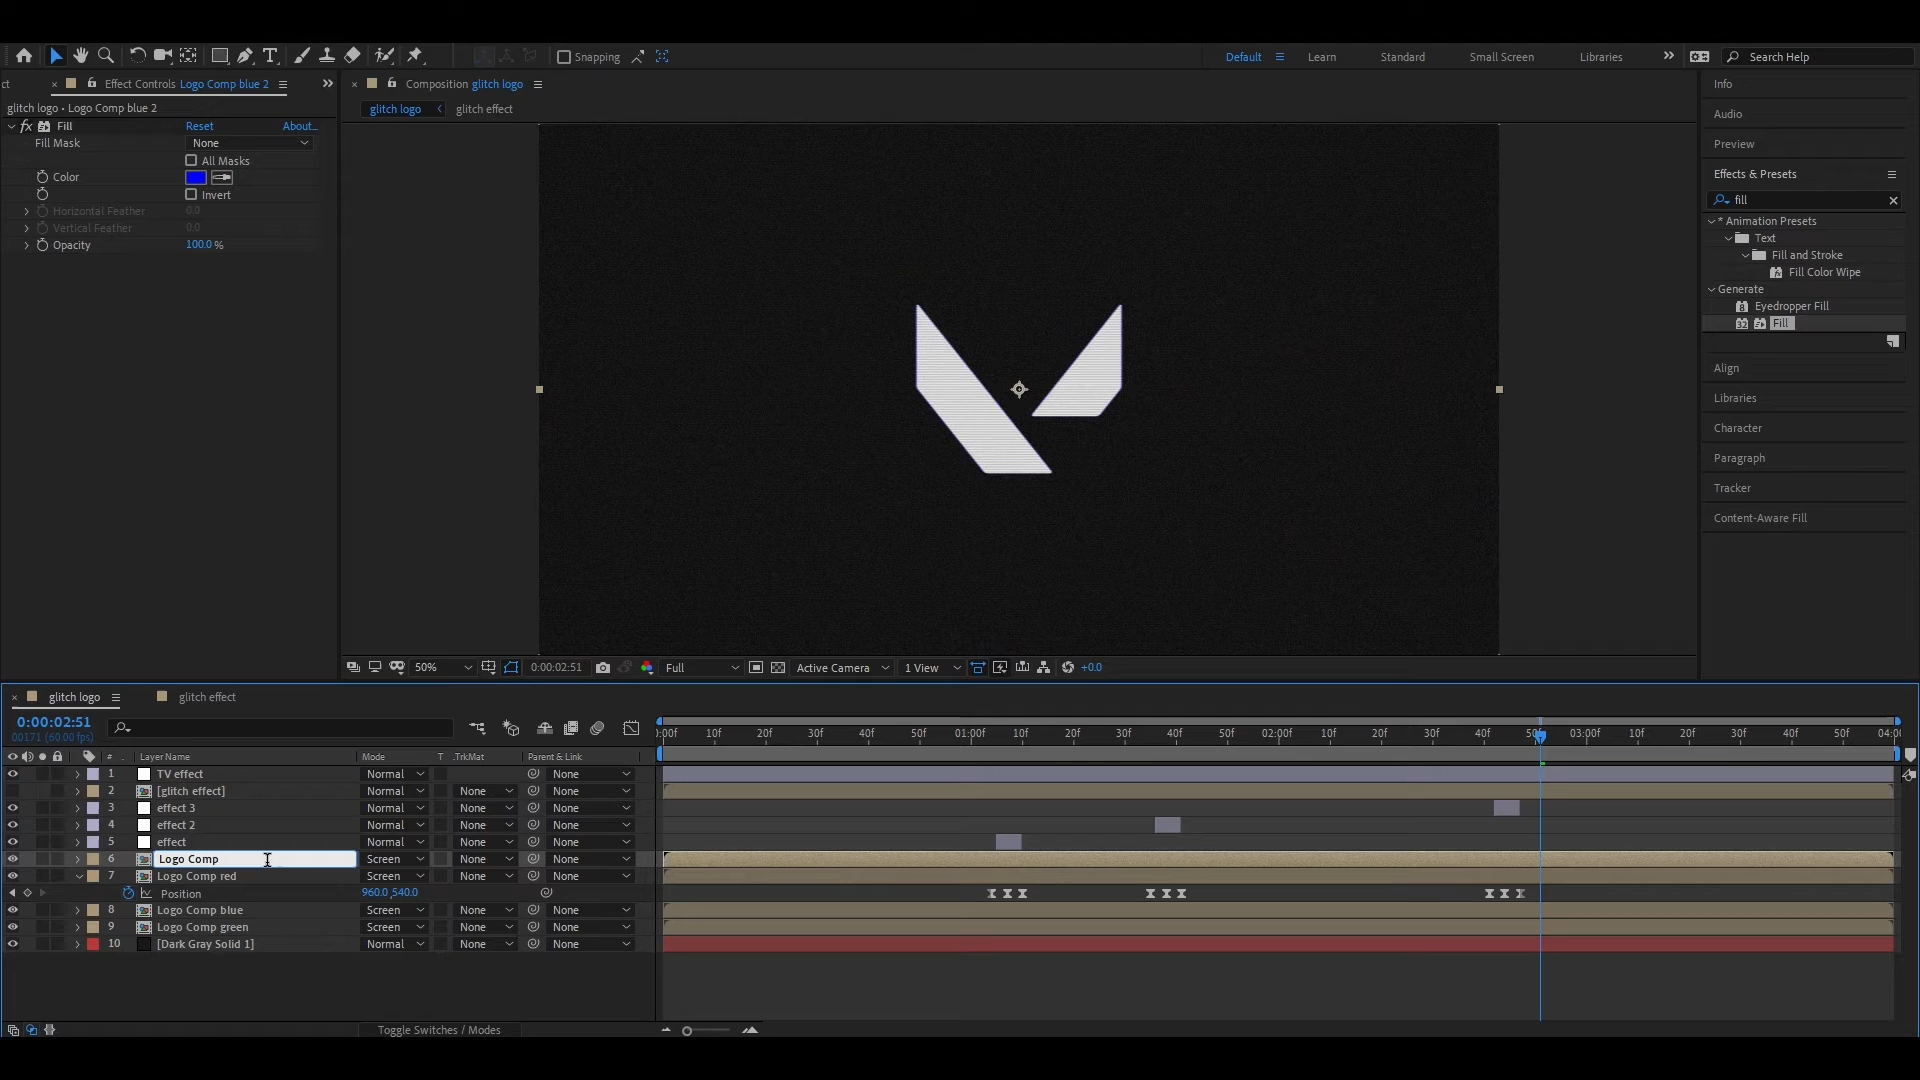 Snapping
Default
Learn
Standard
Small Screen
Libraries
Search Help
ct
Effect Controls Logo Comp blue 2
Composition glitch logo
Info
glitch logo • Logo Comp blue 2
glitch logo
glitch effect
Audio
fx Fill
Reset
About...
Fill Mask
None
Preview
All Masks
Color
Effects & Presets
Invert
fill
Horizontal Feather
0.0
* Animation Presets
Vertical Feather
0.0
Text
Opacity
100.0 %
Fill and Stroke
Fill Color Wipe
Generate
Eyedropper Fill
32
Fill
Align
Libraries
Character
Paragraph
Tracker
Content-Aware Fill
50%
0:00:02:51
Full
Active Camera
1 View
+0.0
glitch logo
glitch effect
0:00:02:51
00171 (60.00 fps)
:00f
10f
20f
30f
40f
50f
01:00f
10f
20f
30f
40f
50f
02:00f
10f
20f
30f
40f
03:00f
10f
20f
30f
40f
50f
# . Layer Name
Mode
T
.TrkMat
Parent & Link
1 TV effect Normal None
2 [glitch effect] Normal None None
3 effect 3 Normal None None
4 effect 2 Normal None None
5 effect Normal None None
6 Logo Comp Screen None None
7 Logo Comp red Screen None None
Position 960.0,540.0
8 Logo Comp blue Screen None None
9 Logo Comp green Screen None None
10 [Dark Gray Solid 1] Normal None None
Toggle Switches / Modes